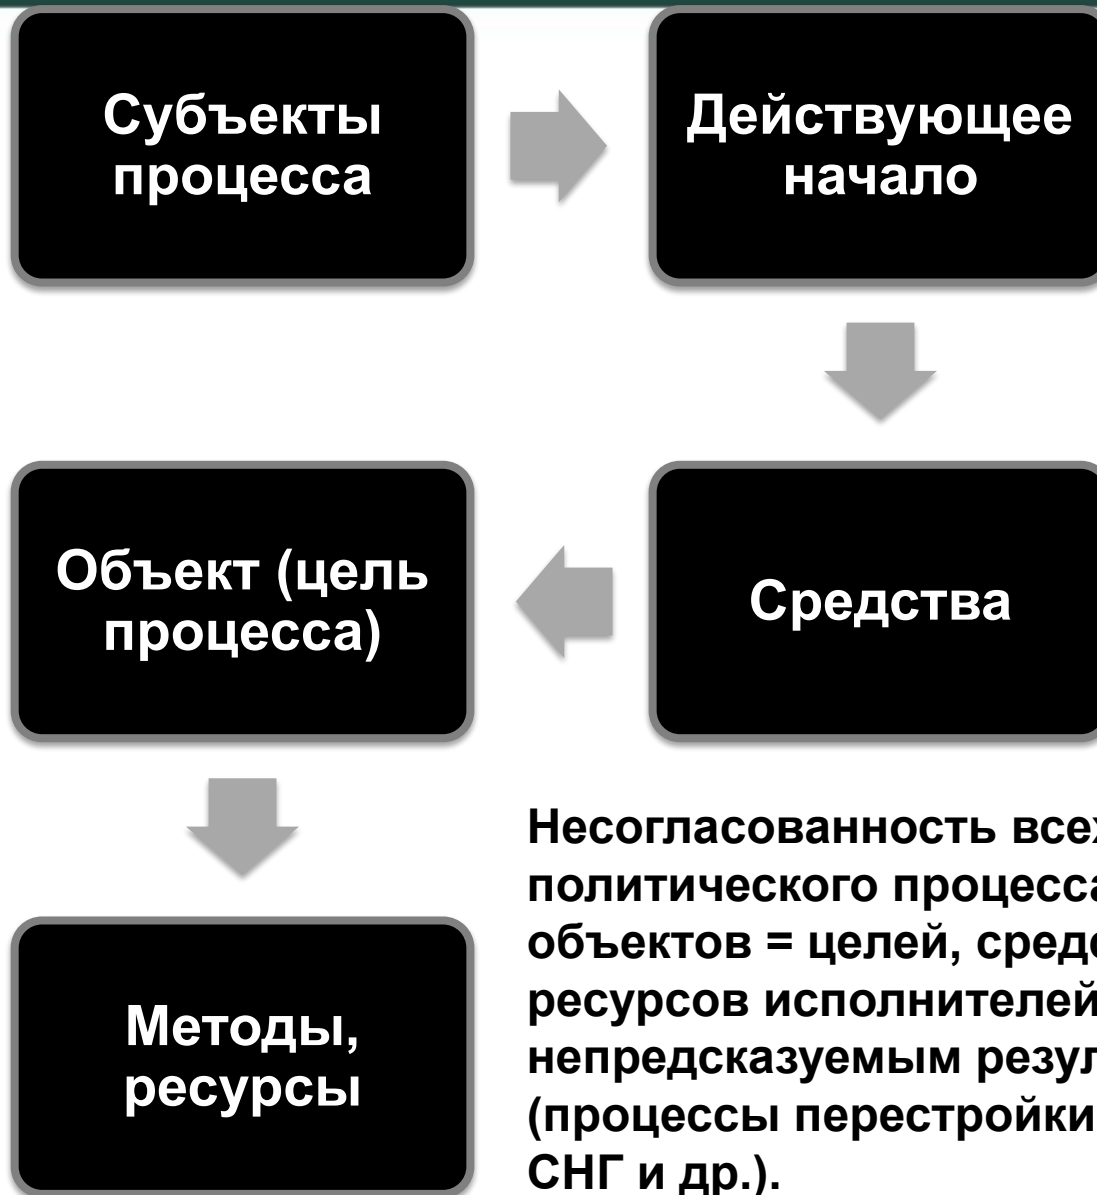 Субъекты
процесса
Действующее
начало
Средства
Объект (цель
процесса)
Методы,
ресурсы
Несогласованность
политического процесса
объектов = целей,
ресурсов исполнителей
непредсказуемым
(процессы перестройки
СНГ и др.).